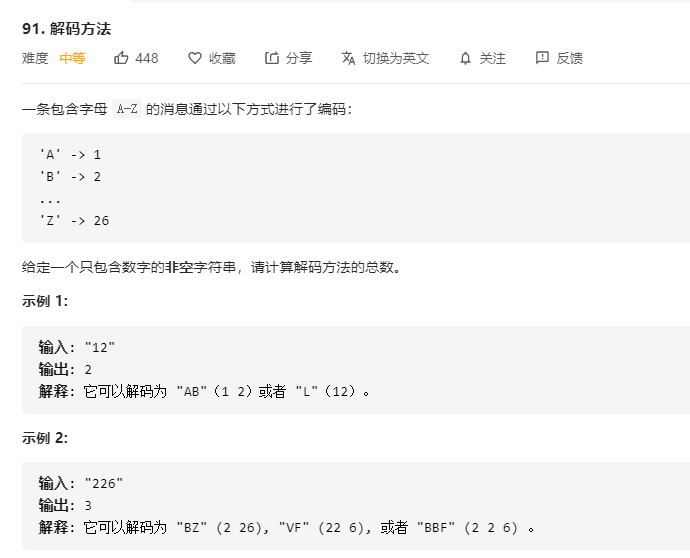 91. 解码方法
难度 中等 448 收藏 分享 切换为英文 关注 反馈
一条包含字母 A-Z 的消息通过以下方式进行了编码：
'A' -> 1
'B' -> 2
...
'Z' -> 26
给定一个只包含数字的非空字符串，请计算解码方法的总数。
示例 1:
输入: "12"
输出: 2
解释: 它可以解码为 "AB"（1 2）或者 "L"（12）。
示例 2:
输入: "226"
输出: 3
解释: 它可以解码为 "BZ" (2 26), "VF" (22 6), 或者 "BBF" (2 2 6) 。